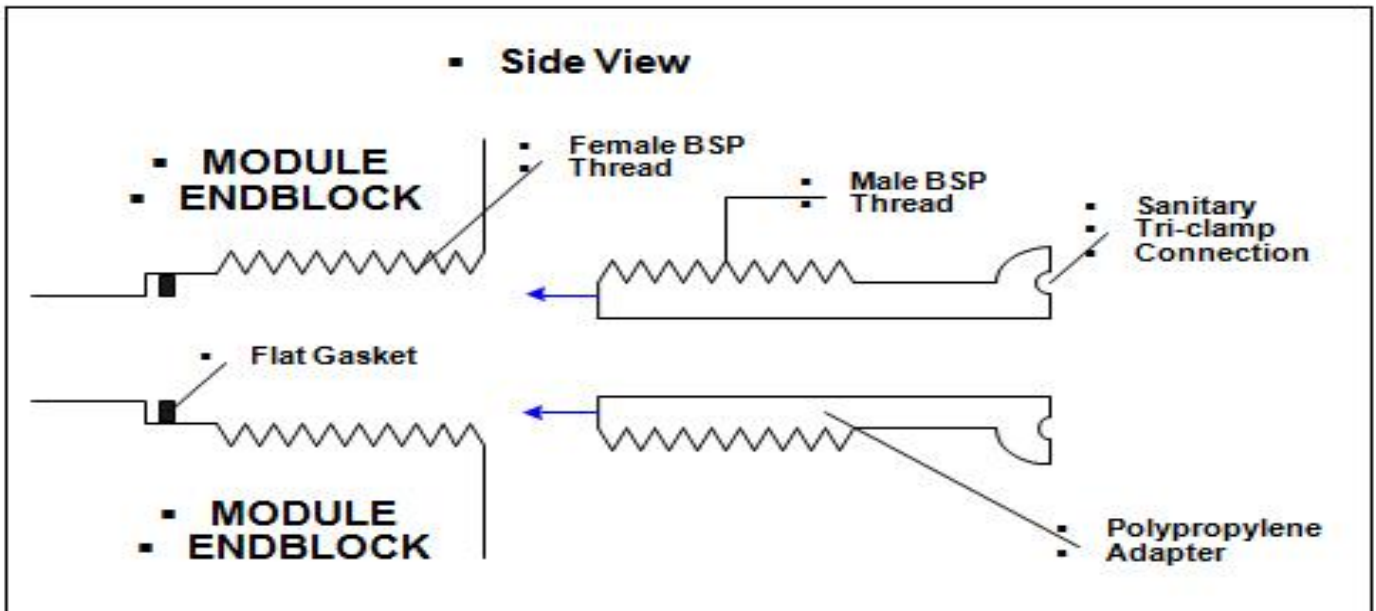 ▪ Side View
▪ MODULE
▪ ENDBLOCK
▪ Female BSP
▪ Thread
▪ Male BSP
▪ Thread
▪ Sanitary
▪ Tri-clamp
▪ Connection
▪ Flat Gasket
▪ MODULE
▪ ENDBLOCK
▪ Polypropylene
▪ Adapter